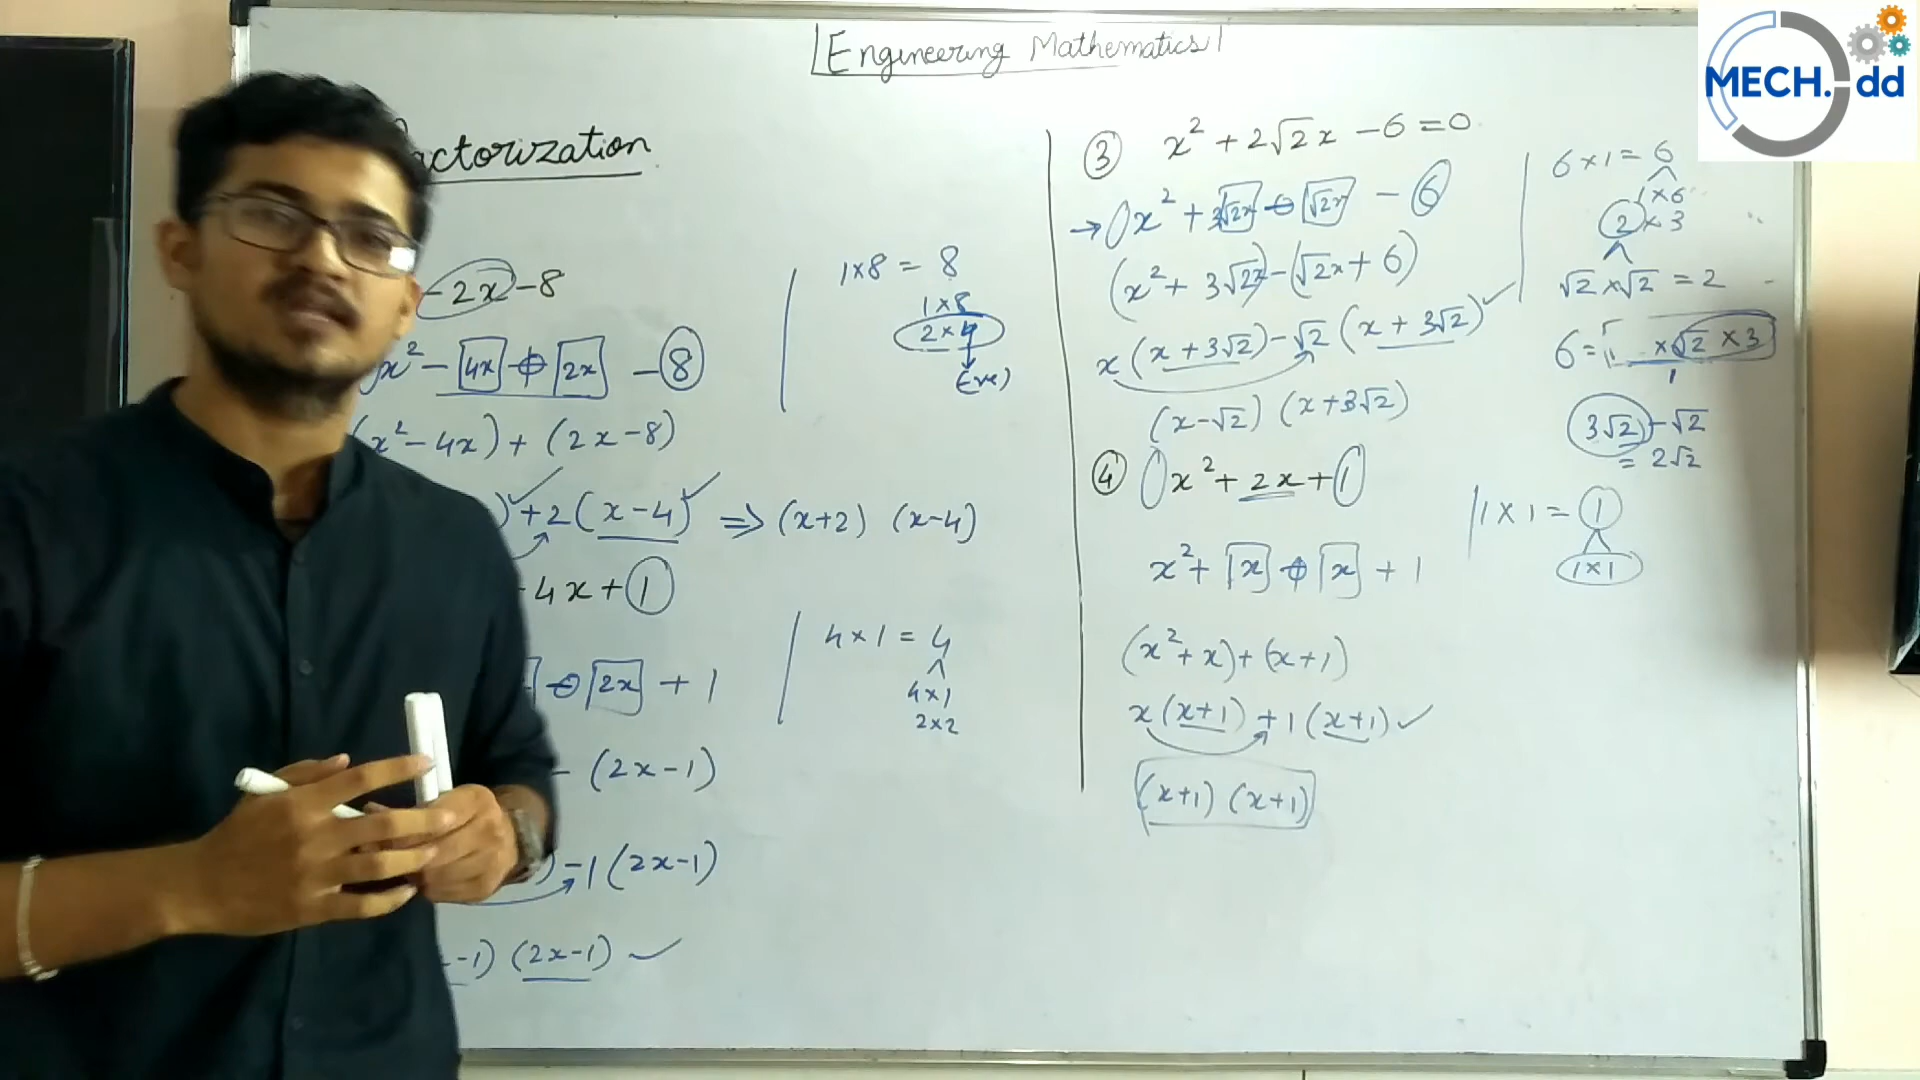 Engineering Mathematics
MECH.dd
actorization
-2x-8
x² - 4x + 2x - 8
(x²-4x) + (2x-8)
) +2(x-4) ⇒ (x+2) (x-4)
4x+1
- 2x + 1
- (2x-1)
) -1(2x-1)
-1) (2x-1) ✓
1×8 = 8
1×8
2×4
(-ve)
4×1 = 4
4×1
2×2
③ x² + 2√2x - 6 = 0
→ x² + 3√2x - √2x - 6
(x² + 3√2x) - (√2x + 6)
x(x+3√2) - √2(x+3√2) ✓
(x-√2) (x+3√2)
④ x² + 2x + 1
x² + x + x + 1
(x²+x)+(x+1)
x(x+1) +1(x+1) ✓
(x+1) (x+1)
6×1 = 6
1×6
2×3
√2×√2 = 2
6 = ×√2 ×3
3√2 - √2
= 2√2
1×1 = 1
1×1